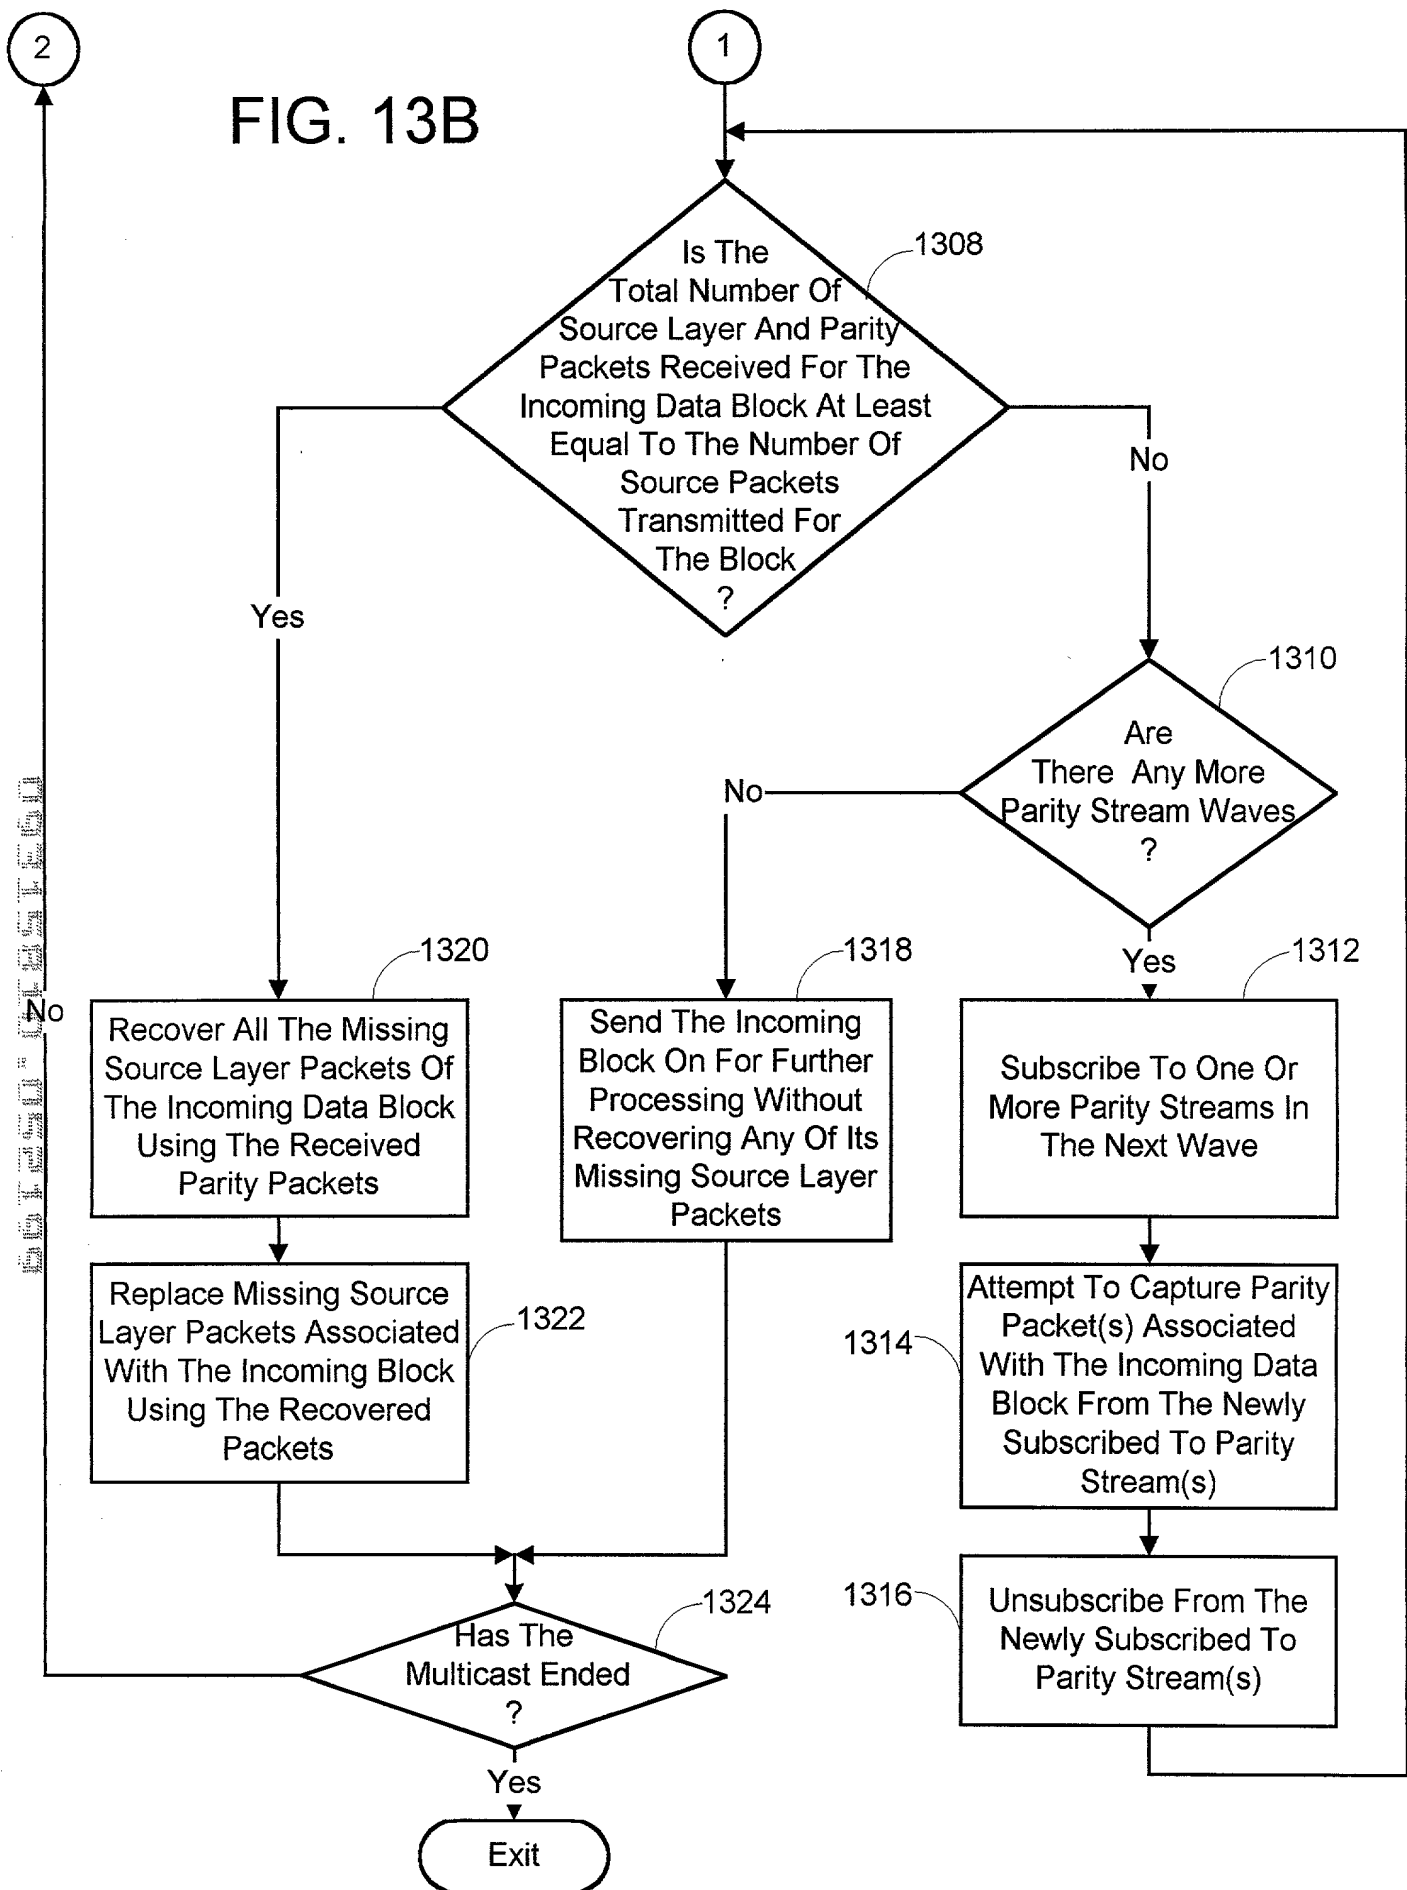 2
1
FIG. 13B
1308
Is The
Total Number Of
Source Layer And Parity
Packets Received For The
Incoming Data Block At Least
Equal To The Number Of
Source Packets
Transmitted For
The Block
?
No
Yes
1310
Are
There Any More
Parity Stream Waves
?
No
Yes
1320
1318
1312
No
Recover All The Missing
Source Layer Packets Of
The Incoming Data Block
Using The Received
Parity Packets
Send The Incoming
Block On For Further
Processing Without
Recovering Any Of Its
Missing Source Layer
Packets
Subscribe To One Or
More Parity Streams In
The Next Wave
Replace Missing Source
Layer Packets Associated
With The Incoming Block
Using The Recovered
Packets
1322
1314
Attempt To Capture Parity
Packet(s) Associated
With The Incoming Data
Block From The Newly
Subscribed To Parity
Stream(s)
1324
Has The
Multicast Ended
?
1316
Unsubscribe From The
Newly Subscribed To
Parity Stream(s)
Yes
Exit